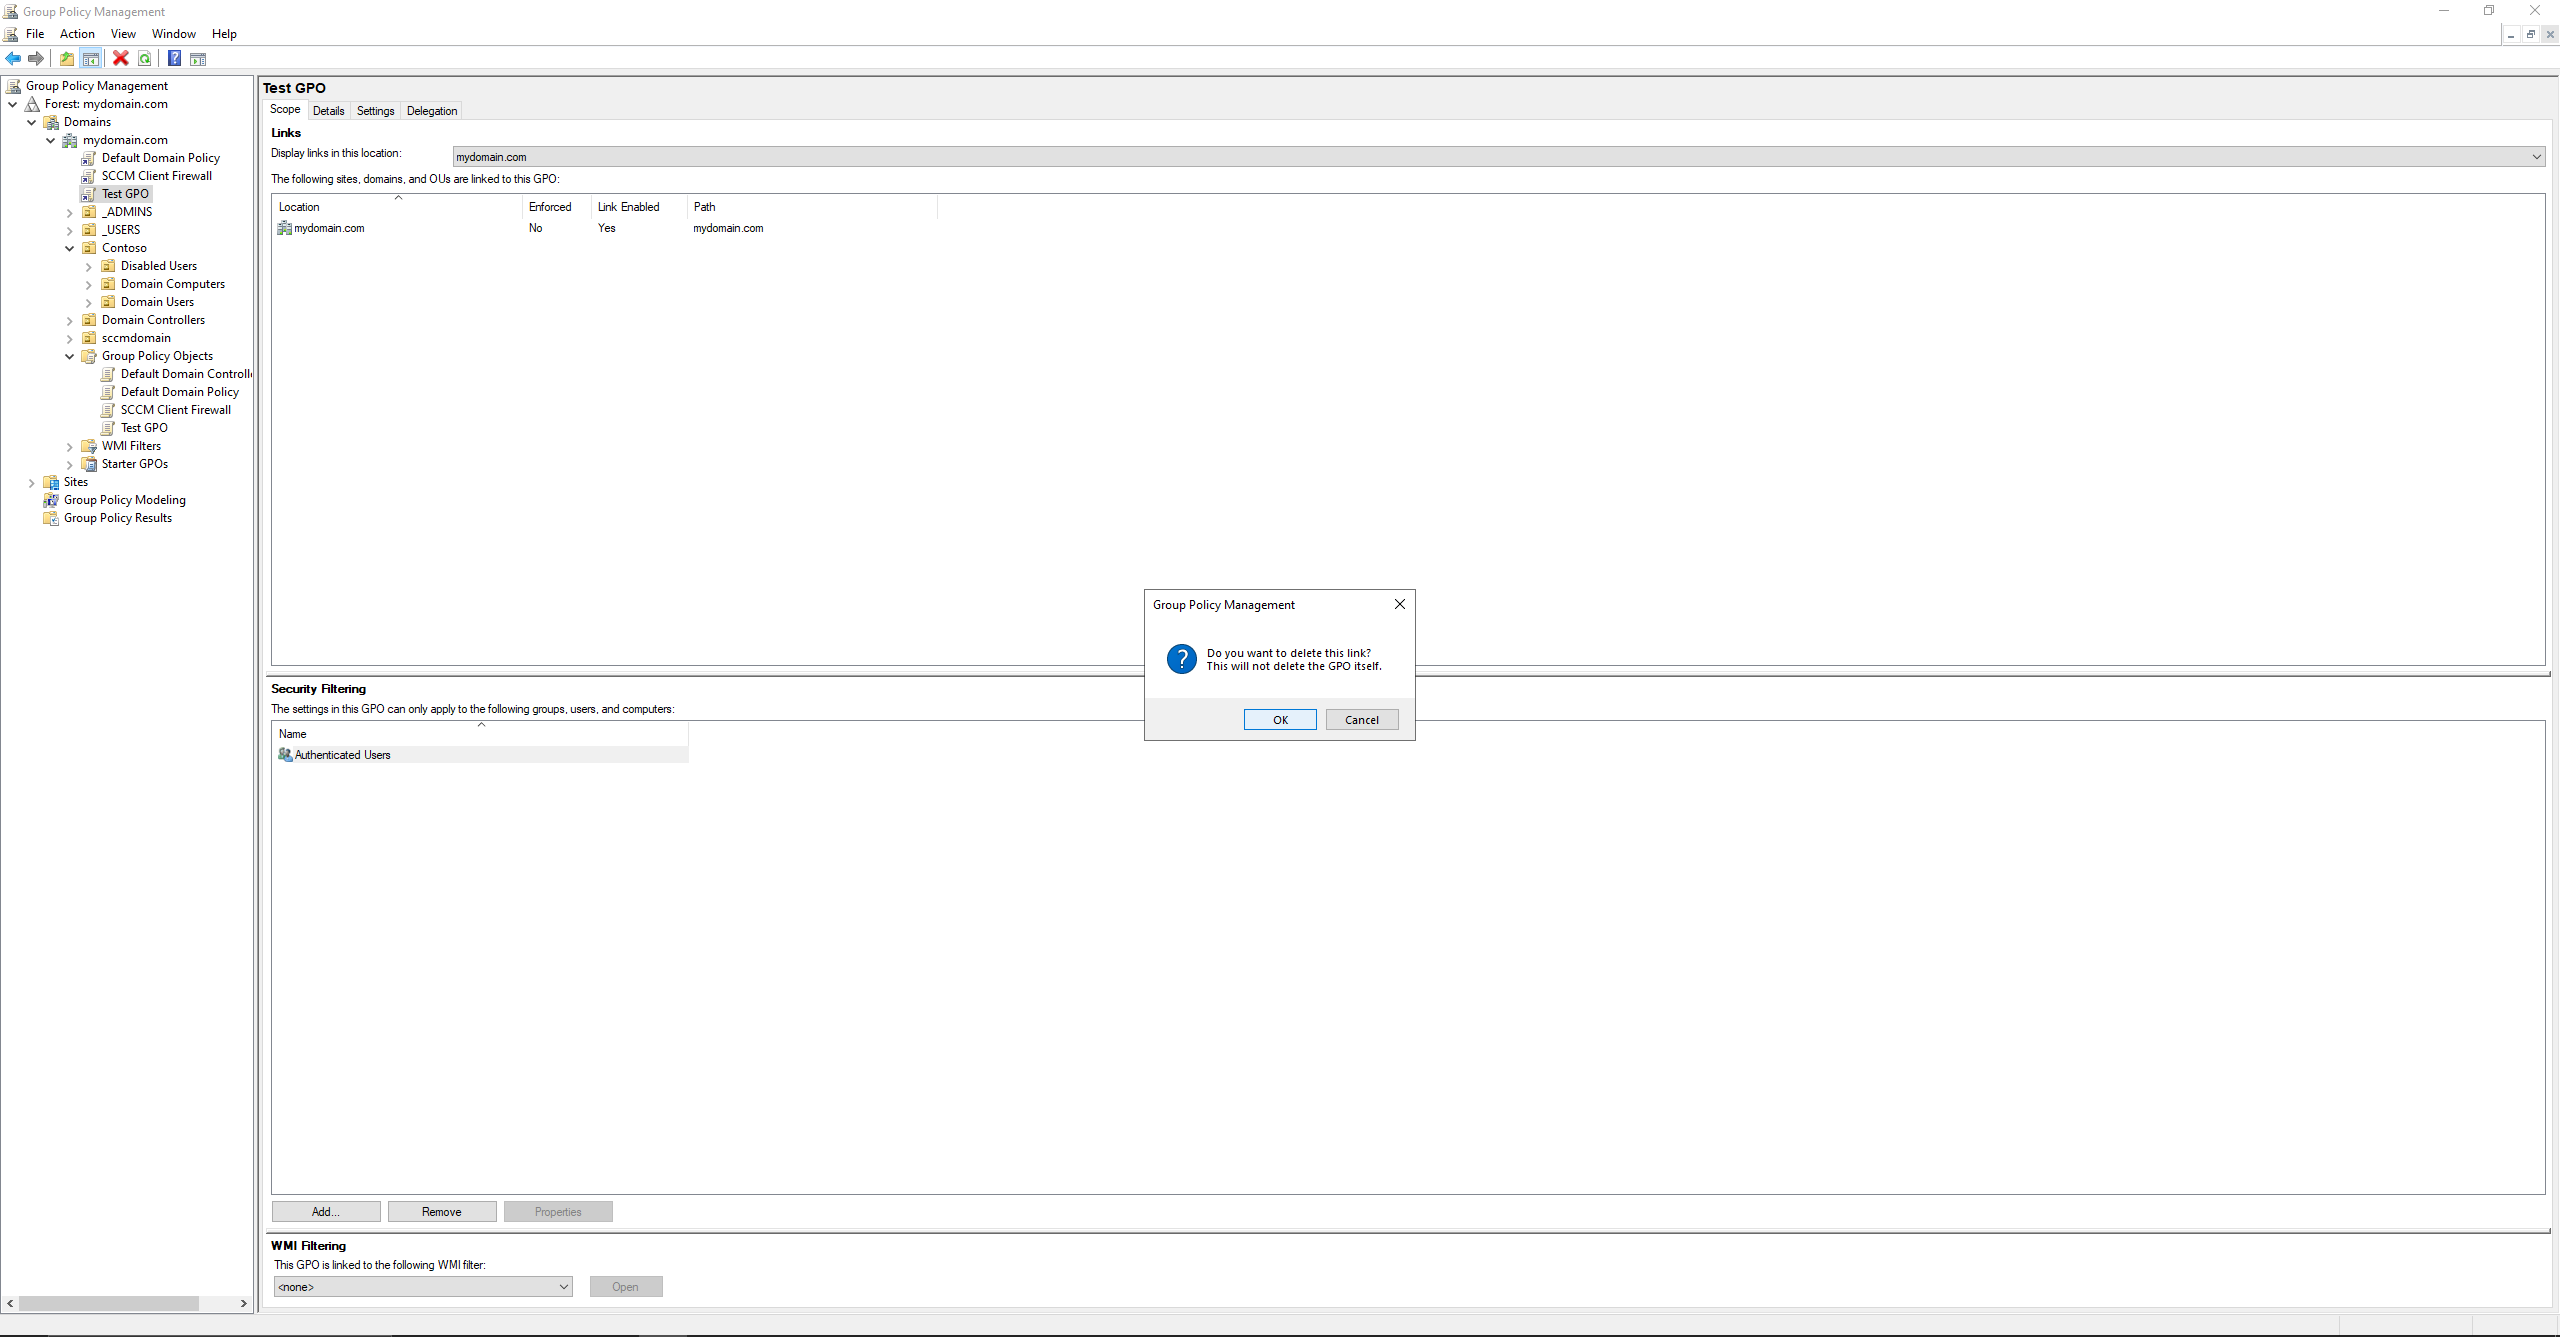 Group Policy Management
File Action View Window Help
Group Policy Management
Forest: mydomain.com
Domains
mydomain.com
Default Domain Policy
SCCM Client Firewall
Test GPO
_ADMINS
_USERS
Contoso
Disabled Users
Domain Computers
Domain Users
Domain Controllers
sccmdomain
Group Policy Objects
Default Domain Controll
Default Domain Policy
SCCM Client Firewall
Test GPO
WMI Filters
Starter GPOs
Sites
Group Policy Modeling
Group Policy Results
Test GPO
Scope Details Settings Delegation
Links
Display links in this location: mydomain.com
The following sites, domains, and OUs are linked to this GPO:
Location Enforced Link Enabled Path
mydomain.com No Yes mydomain.com
Group Policy Management
Do you want to delete this link?
This will not delete the GPO itself.
OK Cancel
Security Filtering
The settings in this GPO can only apply to the following groups, users, and computers:
Name
Authenticated Users
Add... Remove Properties
WMI Filtering
This GPO is linked to the following WMI filter:
<none> Open